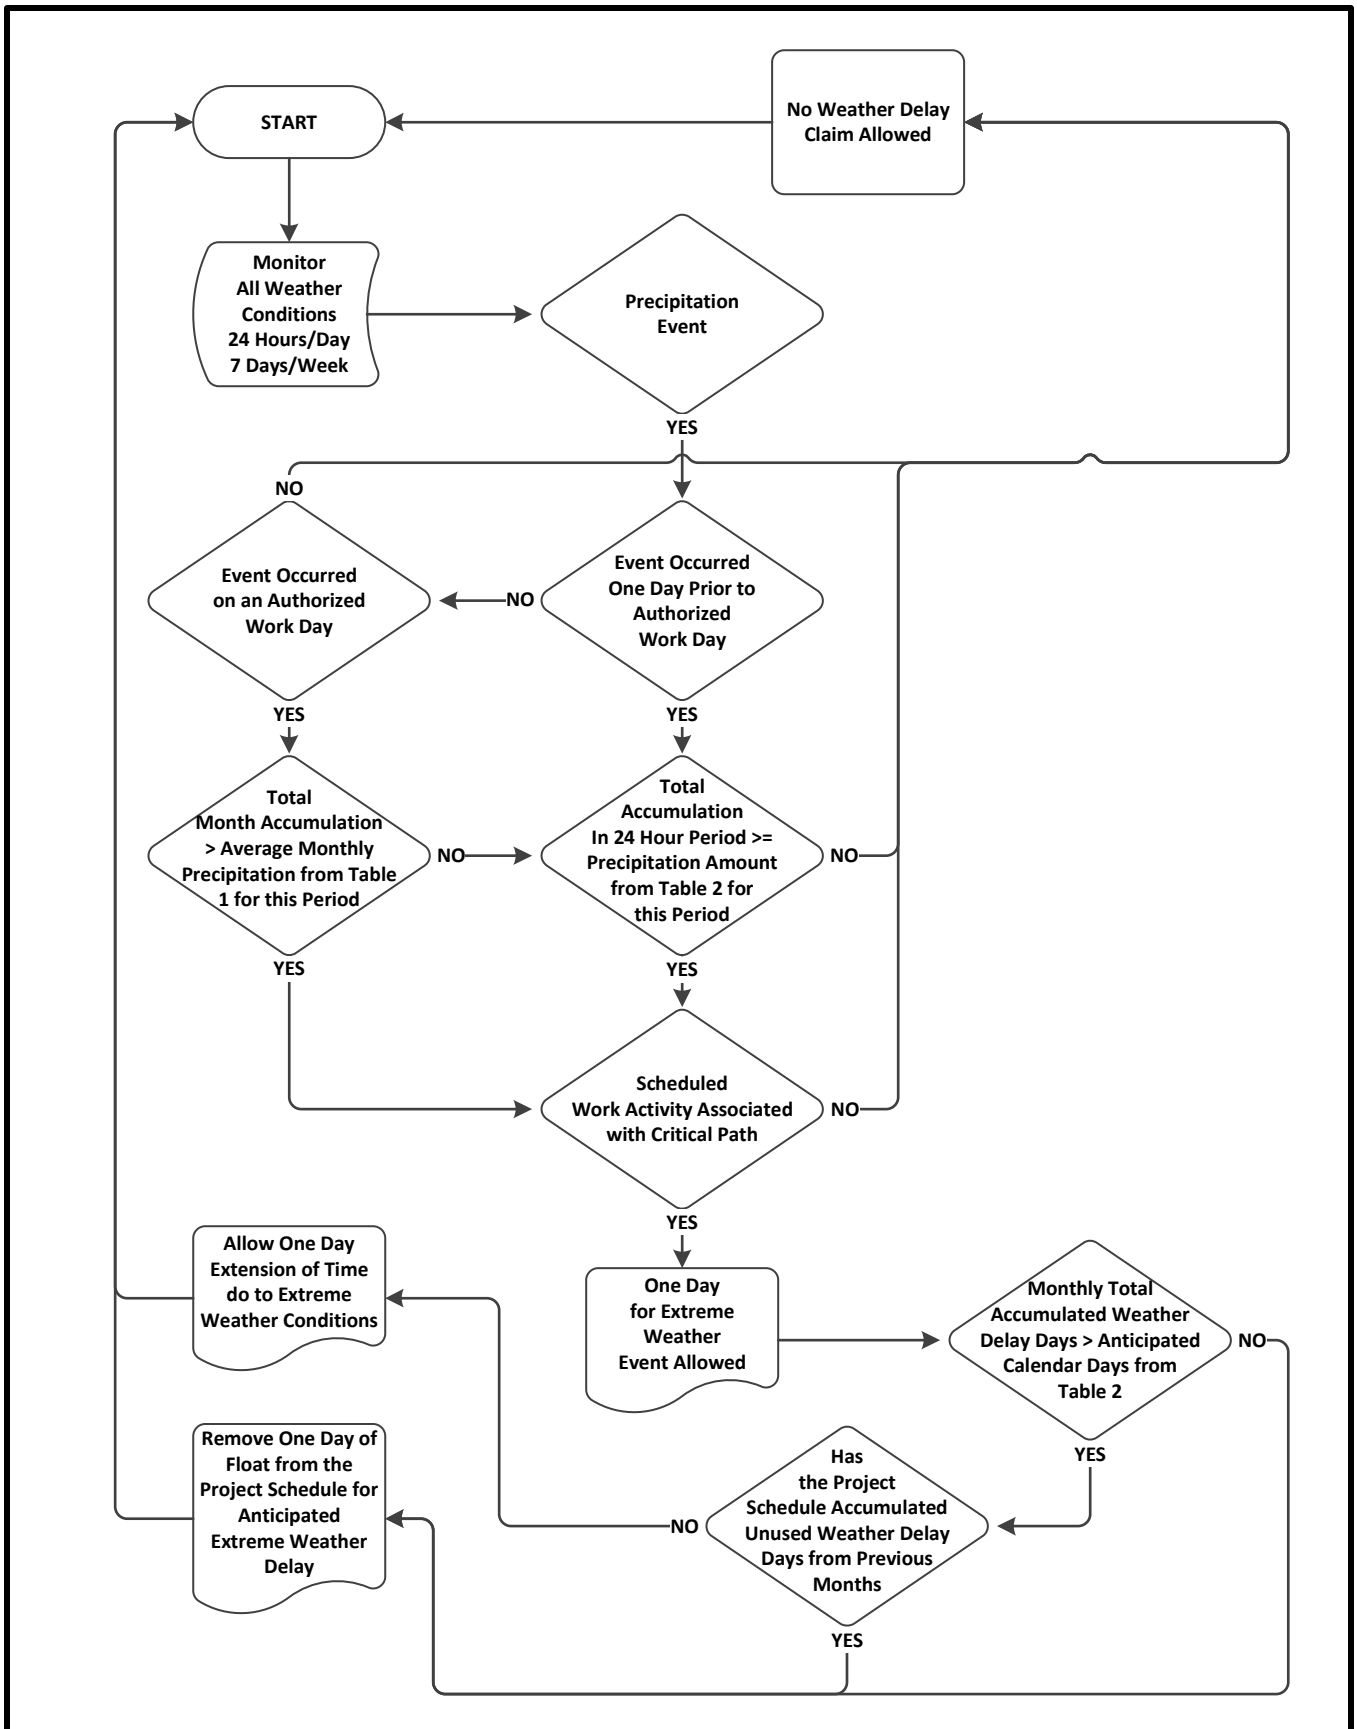 START
No Weather Delay
Claim Allowed
Monitor
All Weather
Conditions
24 Hours/Day
7 Days/Week
Precipitation
Event
YES
NO
Event Occurred
on an Authorized
Work Day
NO
Event Occurred
One Day Prior to
Authorized
Work Day
YES
YES
Total
Month Accumulation
> Average Monthly
Precipitation from Table
1 for this Period
NO
Total
Accumulation
In 24 Hour Period >=
Precipitation Amount
from Table 2 for
this Period
NO
YES
YES
Scheduled
Work Activity Associated
with Critical Path
NO
YES
Allow One Day
Extension of Time
do to Extreme
Weather Conditions
One Day
for Extreme
Weather
Event Allowed
Monthly Total
Accumulated Weather
Delay Days > Anticipated
Calendar Days from
Table 2
NO
YES
Remove One Day of
Float from the
Project Schedule for
Anticipated
Extreme Weather
Delay
NO
Has
the Project
Schedule Accumulated
Unused Weather Delay
Days from Previous
Months
YES